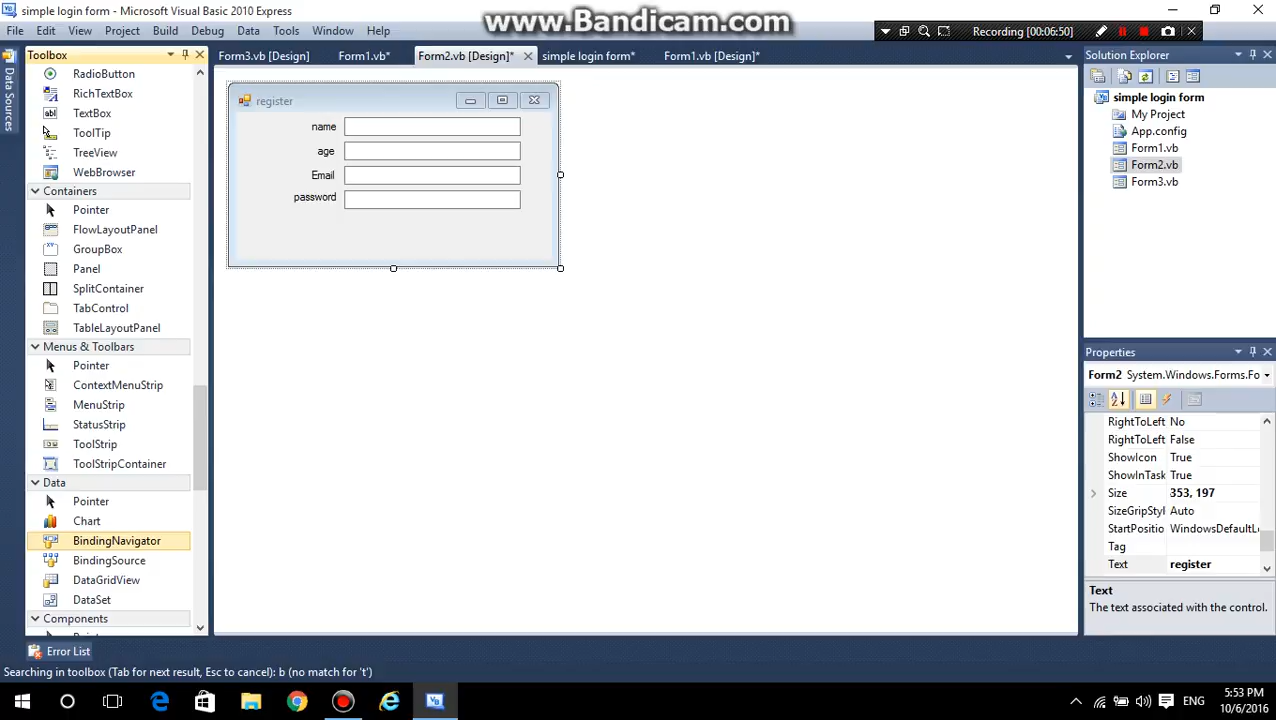 simple login form - Microsoft Visual Basic 2010 Express
www.Bandicam.com
File Edit View Project Build Debug Data Tools Window Help
Recording [00:06:50]
Toolbox
Form3.vb [Design]
Form1.vb*
Form2.vb [Design]*
simple login form*
Form1.vb [Design]*
Solution Explorer
Data Sources
RadioButton
RichTextBox
TextBox
ToolTip
TreeView
WebBrowser
Containers
Pointer
FlowLayoutPanel
GroupBox
Panel
SplitContainer
TabControl
TableLayoutPanel
Menus & Toolbars
Pointer
ContextMenuStrip
MenuStrip
StatusStrip
ToolStrip
ToolStripContainer
Data
Pointer
Chart
BindingNavigator
BindingSource
DataGridView
DataSet
Components
register
name
age
Email
password
simple login form
My Project
App.config
Form1.vb
Form2.vb
Form3.vb
Properties
Form2 System.Windows.Forms.Fo
RightToLeft No
RightToLeft False
ShowIcon True
ShowInTask True
Size 353, 197
SizeGripStyl Auto
StartPositio WindowsDefaultL
Tag
Text register
Text
The text associated with the control.
Error List
Searching in toolbox (Tab for next result, Esc to cancel): b (no match for 't')
ENG
5:53 PM
10/6/2016